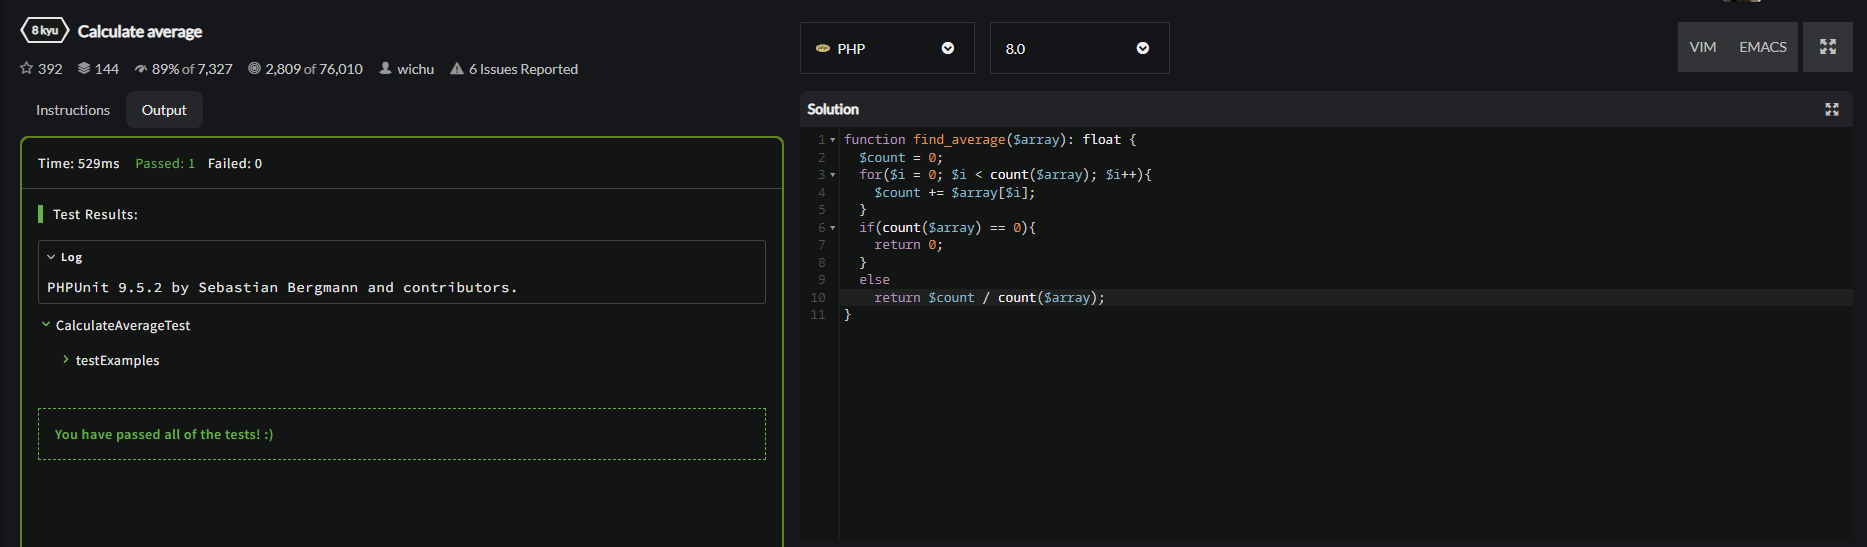 8 kyu Calculate average
392 144 89% of 7,327 2,809 of 76,010 wichu 6 Issues Reported
Instructions Output
Time: 529ms Passed: 1 Failed: 0
Test Results:
Log
PHPUnit 9.5.2 by Sebastian Bergmann and contributors.
CalculateAverageTest
testExamples
You have passed all of the tests! :)
php PHP 8.0 VIM EMACS
Solution
1 function find_average($array): float {
2 $count = 0;
3 for($i = 0; $i < count($array); $i++){
4 $count += $array[$i];
5 }
6 if(count($array) == 0){
7 return 0;
8 }
9 else
10 return $count / count($array);
11 }